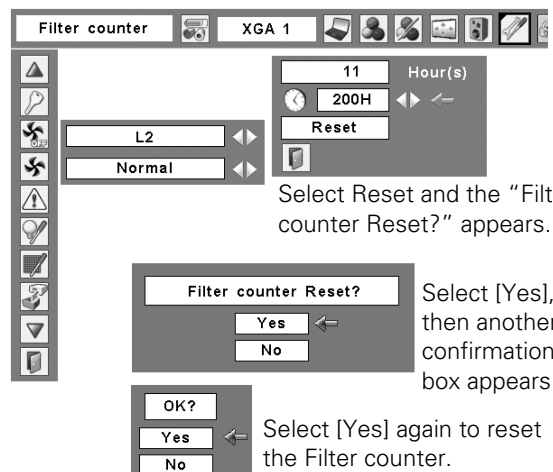 Filter counter
XGA 1
11 Hour(s)
200H
Reset
OFF
L2
Normal
Select Reset and the “Filt
counter Reset?” appears.
Filter counter Reset?
Yes
No
Select [Yes],
then another
confirmation
box appears
OK?
Yes
No
Select [Yes] again to reset
the Filter counter.